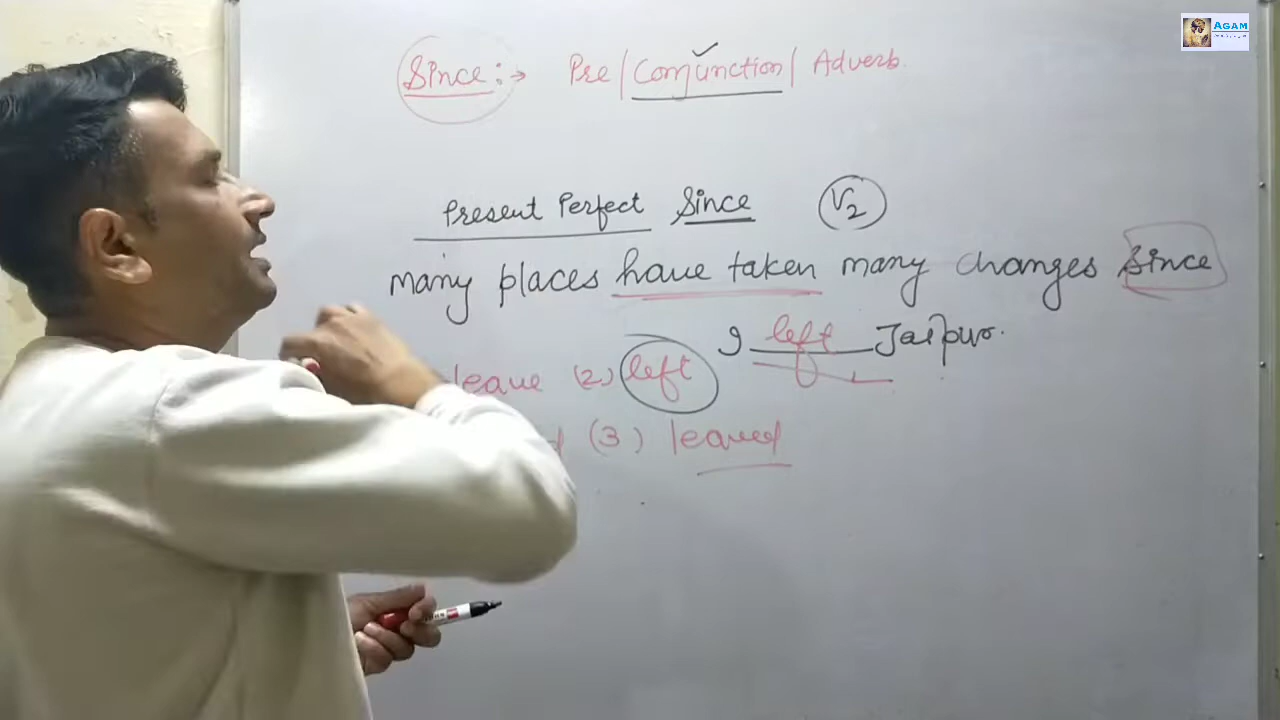 AGAM
Since :→ Pre / Conjunction / Adverb.
Present Perfect Since V2
many places have taken many changes since
I left Jaipur.
leave (2) left
(3) leaved